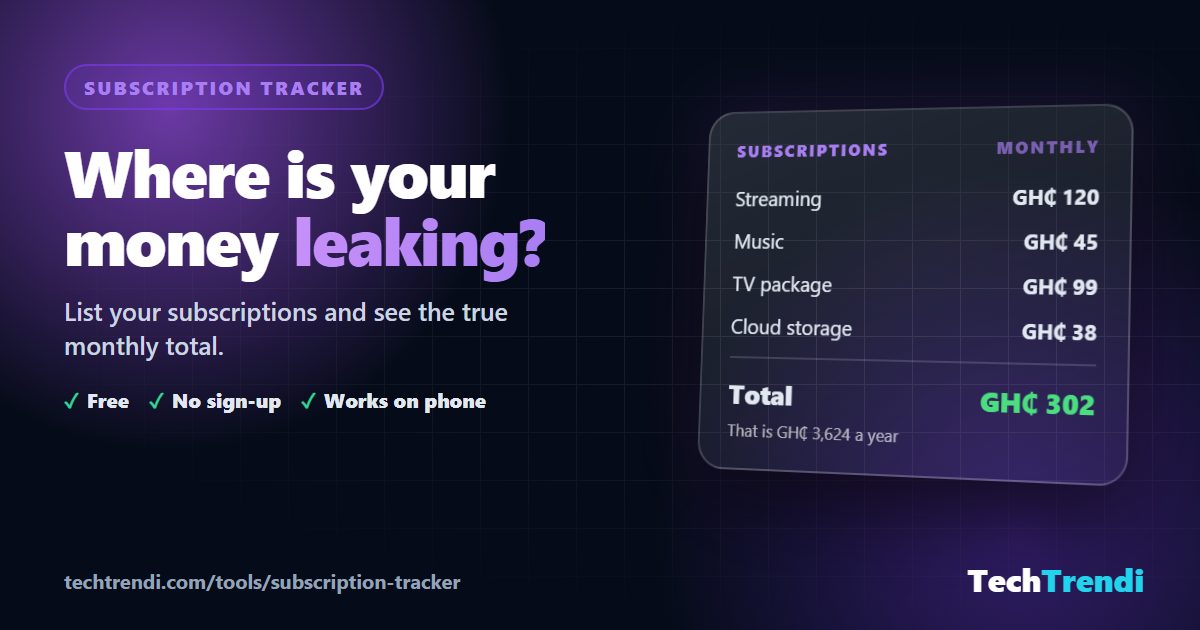 SUBSCRIPTION TRACKER
Where is your
money leaking?
List your subscriptions and see the true
monthly total.
✓ Free ✓ No sign-up ✓ Works on phone
SUBSCRIPTIONS MONTHLY
Streaming GH₵ 120
Music GH₵ 45
TV package GH₵ 99
Cloud storage GH₵ 38
Total GH₵ 302
That is GH₵ 3,624 a year
techtrendi.com/tools/subscription-tracker
TechTrendi